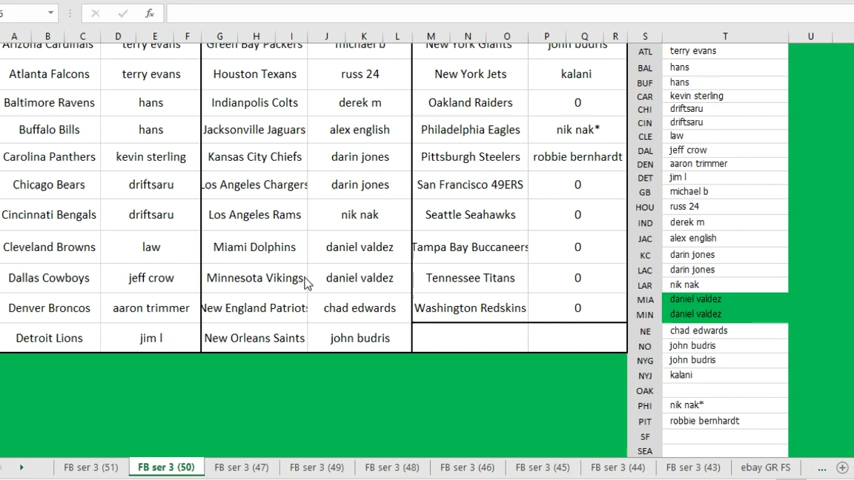 fx
A B C D E F G H I J K L M N O P Q R S T U
Arizona Cardinals terry evans Green Bay Packers michael b New York Giants john budris ATL terry evans
Atlanta Falcons terry evans Houston Texans russ 24 New York Jets kalani BAL hans
BUF hans
Baltimore Ravens hans Indianpolis Colts derek m Oakland Raiders 0 CAR kevin sterling
CHI driftsaru
Buffalo Bills hans Jacksonville Jaguars alex english Philadelphia Eagles nik nak* CIN driftsaru
CLE law
Carolina Panthers kevin sterling Kansas City Chiefs darin jones Pittsburgh Steelers robbie bernhardt DAL jeff crow
DEN aaron trimmer
Chicago Bears driftsaru Los Angeles Chargers darin jones San Francisco 49ERS 0 DET jim l
GB michael b
Cincinnati Bengals driftsaru Los Angeles Rams nik nak Seattle Seahawks 0 HOU russ 24
IND derek m
Cleveland Browns law Miami Dolphins daniel valdez Tampa Bay Buccaneers 0 JAC alex english
KC darin jones
Dallas Cowboys jeff crow Minnesota Vikings daniel valdez Tennessee Titans 0 LAC darin jones
LAR nik nak
Denver Broncos aaron trimmer New England Patriots chad edwards Washington Redskins 0 MIA daniel valdez
MIN daniel valdez
Detroit Lions jim l New Orleans Saints john budris NE chad edwards
NO john budris
NYG john budris
NYJ kalani
OAK
PHI nik nak*
PIT robbie bernhardt
SF
SEA
FB ser 3 (51) FB ser 3 (50) FB ser 3 (47) FB ser 3 (49) FB ser 3 (48) FB ser 3 (46) FB ser 3 (45) FB ser 3 (44) FB ser 3 (43) ebay GR FS ...